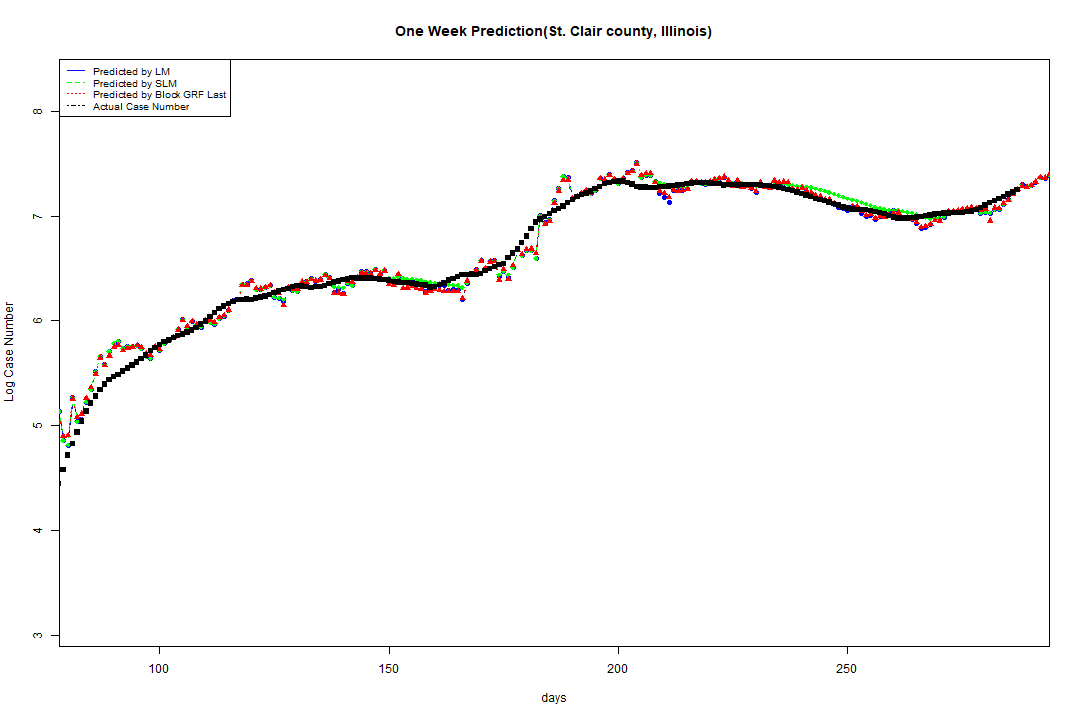 One Week Prediction(St. Clair county, Illinois)
Predicted by LM
Predicted by SLM
Predicted by Block GRF Last
Actual Case Number
8
7
6
5
4
3
Log Case Number
100 150 200 250
days